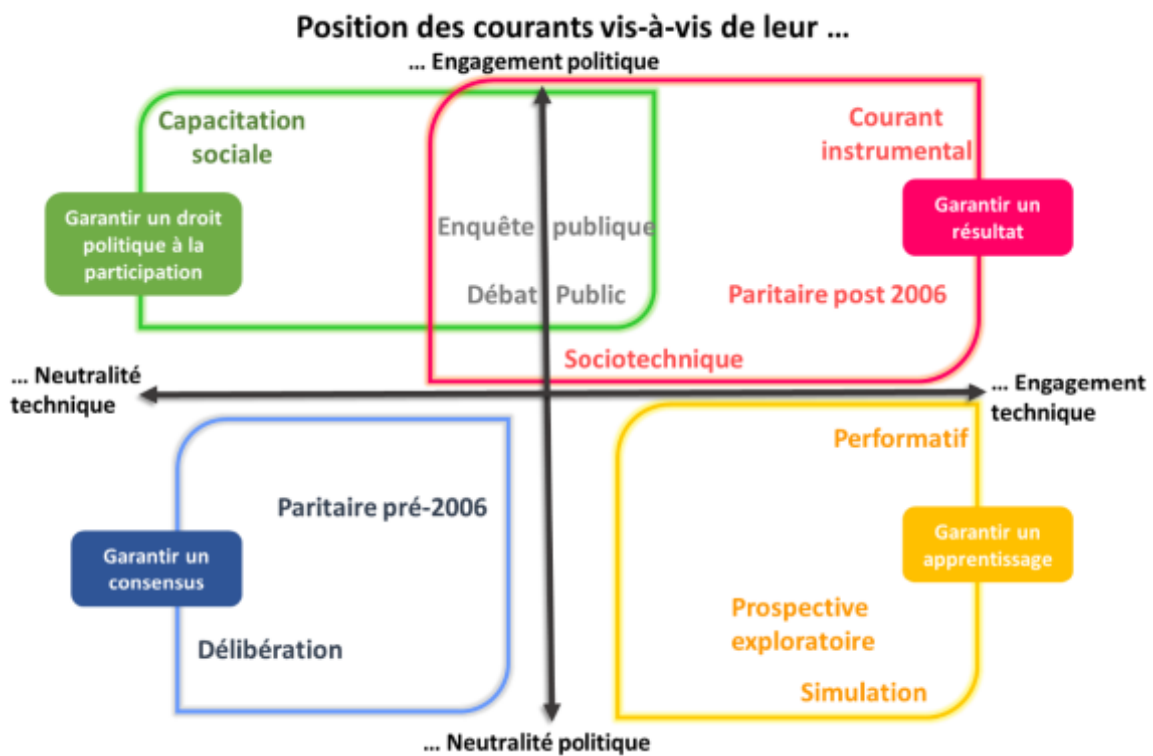 Position des courants vis-à-vis de leur ...
... Engagement politique
Capacitation
sociale
Courant
instrumental
Garantir un droit
politique à la
participation
Enquête publique
Garantir un
résultat
Débat Public
Paritaire post 2006
Sociotechnique
... Neutralité
technique
... Engagement
technique
Performatif
Paritaire pré-2006
Garantir un
consensus
Garantir un
apprentissage
Prospective
exploratoire
Délibération
Simulation
... Neutralité politique